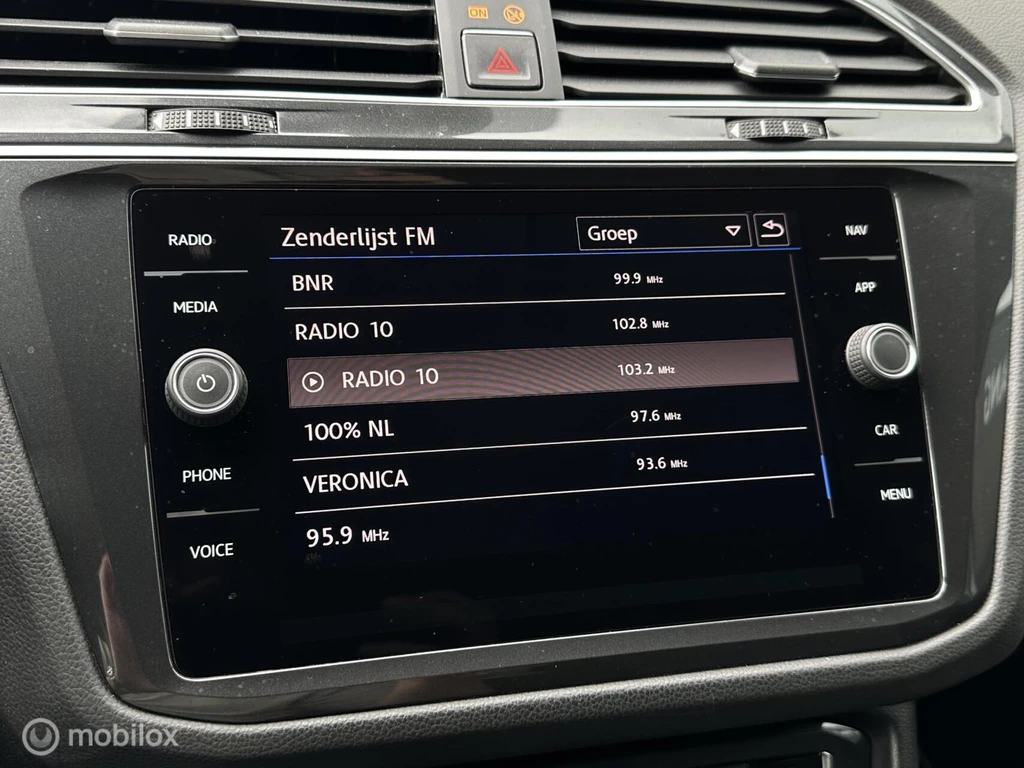 ON
RADIO
MEDIA
PHONE
VOICE
Zenderlijst FM
Groep
BNR 99.9 MHz
RADIO 10 102.8 MHz
RADIO 10 103.2 MHz
100% NL 97.6 MHz
VERONICA 93.6 MHz
95.9 MHz
NAV
APP
CAR
MENU
m mobilox